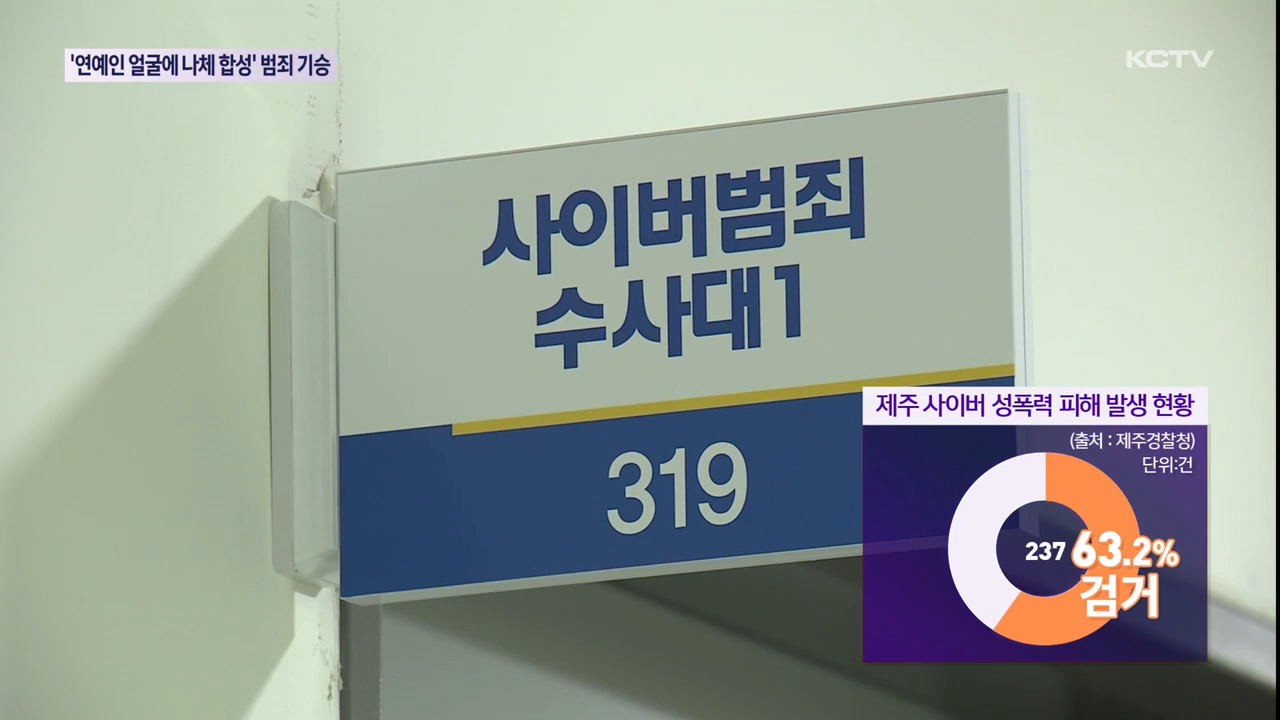 '연예인 얼굴에 나체 합성' 범죄 기승
KCTV
사이버범죄
수사대1
319
제주 사이버 성폭력 피해 발생 현황
(출처 : 제주경찰청)
단위:건
237 63.2%
검거